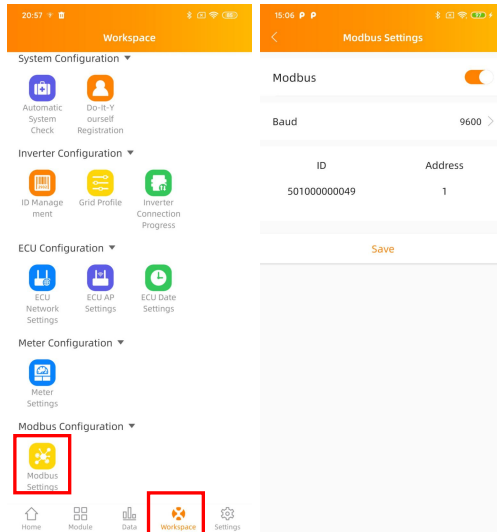 20:57
Workspace
System Configuration ▼
Automatic
System
Check
Do-It-Y
ourself
Registration
Inverter Configuration ▼
ID Manage
ment
Grid Profile
Inverter
Connection
Progress
ECU Configuration ▼
ECU
Network
Settings
ECU AP
Settings
ECU Date
Settings
Meter Configuration ▼
Meter
Settings
Modbus Configuration ▼
Modbus
Settings
Home
Module
Data
Workspace
Settings
15:06 P P
Modbus Settings
Modbus
Baud 9600 >
ID Address
501000000049 1
Save